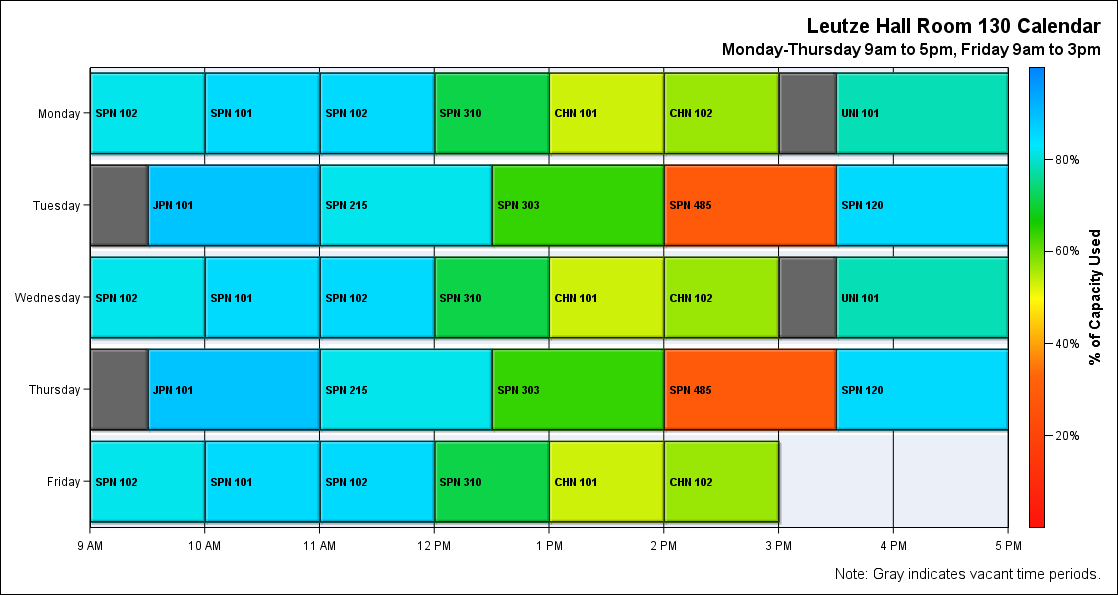 Leutze Hall Room 130 Calendar
Monday-Thursday 9am to 5pm, Friday 9am to 3pm
Monday
SPN 102
SPN 101
SPN 102
SPN 310
CHN 101
CHN 102
UNI 101
Tuesday
JPN 101
SPN 215
SPN 303
SPN 485
SPN 120
Wednesday
SPN 102
SPN 101
SPN 102
SPN 310
CHN 101
CHN 102
UNI 101
Thursday
JPN 101
SPN 215
SPN 303
SPN 485
SPN 120
Friday
SPN 102
SPN 101
SPN 102
SPN 310
CHN 101
CHN 102
9 AM
10 AM
11 AM
12 PM
1 PM
2 PM
3 PM
4 PM
5 PM
80%
60%
40%
20%
% of Capacity Used
Note: Gray indicates vacant time periods.